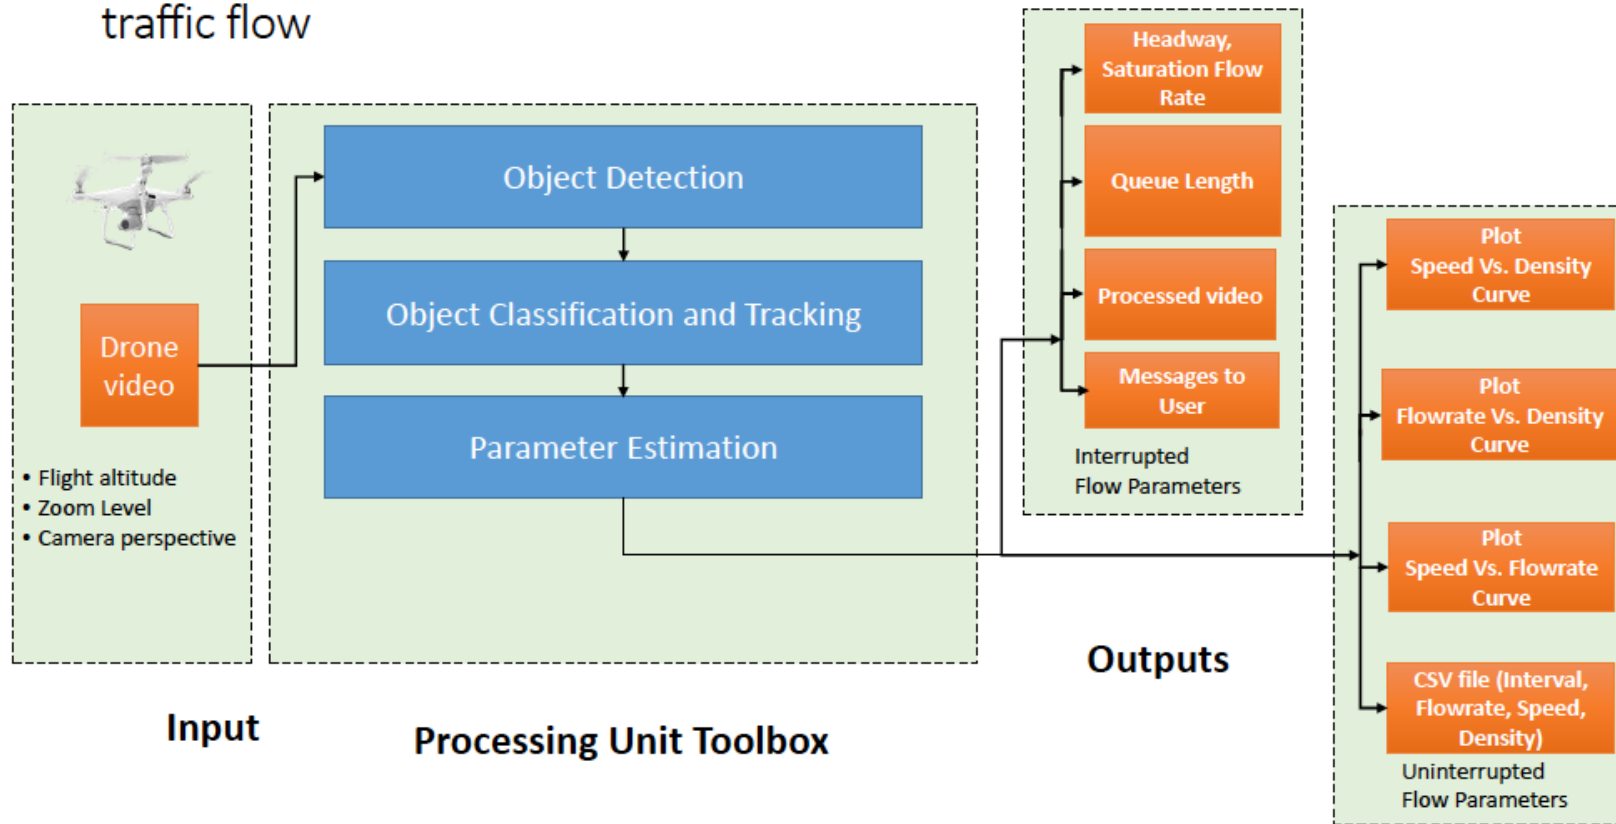 traffic flow
Drone
video
• Flight altitude
• Zoom Level
• Camera perspective
Input
Object Detection
Object Classification and Tracking
Parameter Estimation
Processing Unit Toolbox
Headway,
Saturation Flow
Rate
Queue Length
Processed video
Messages to
User
Interrupted
Flow Parameters
Outputs
Plot
Speed Vs. Density
Curve
Plot
Flowrate Vs. Density
Curve
Plot
Speed Vs. Flowrate
Curve
CSV file (Interval,
Flowrate, Speed,
Density)
Uninterrupted
Flow Parameters